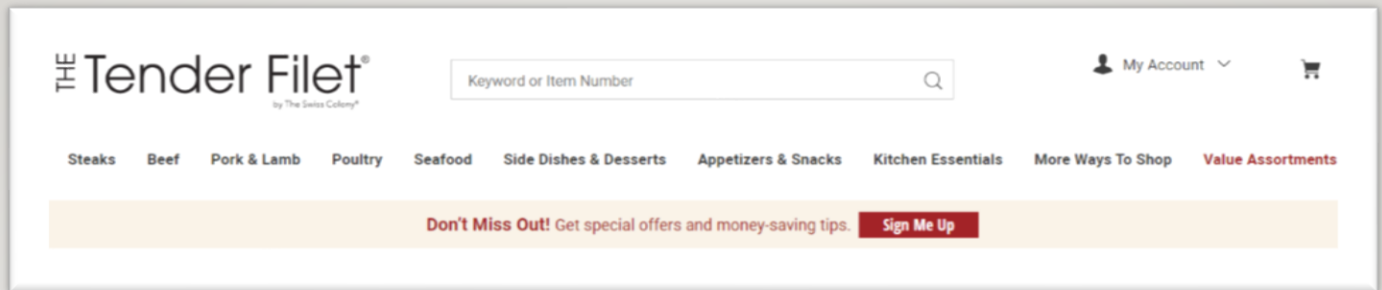 THE Tender Filet®
by The Swiss Colony®
Keyword or Item Number
My Account
Steaks Beef Pork & Lamb Poultry Seafood Side Dishes & Desserts Appetizers & Snacks Kitchen Essentials More Ways To Shop Value Assortments
Don't Miss Out! Get special offers and money-saving tips. Sign Me Up